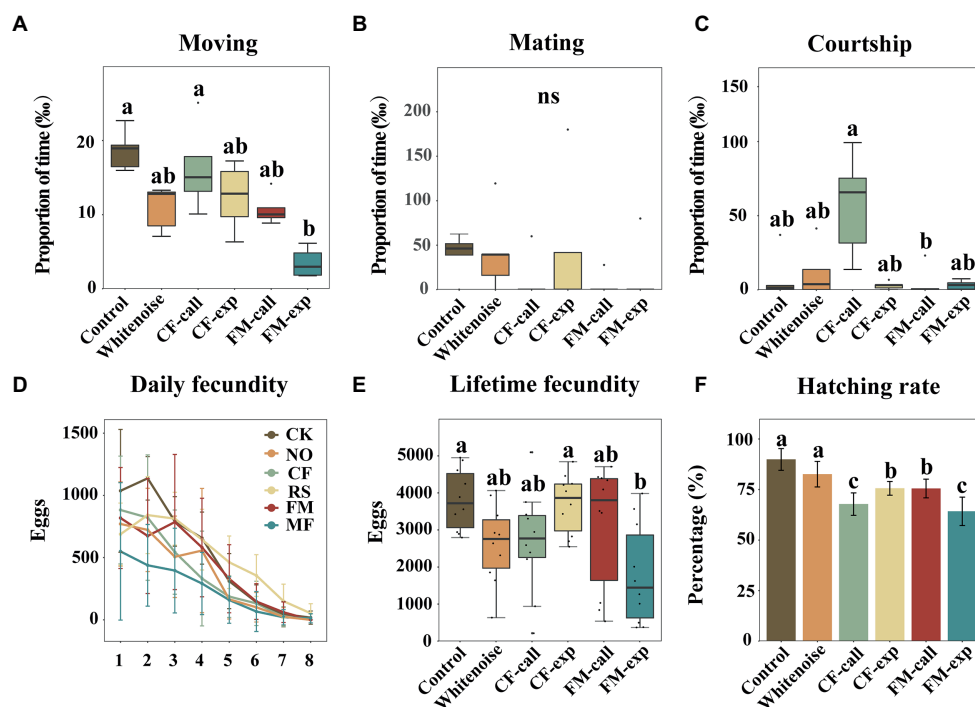 A
Moving
Proportion of time (‰)
20
10
0
a
ab
a
ab
ab
b
Control
Whitenoise
CF-call
CF-exp
FM-call
FM-exp
B
Mating
Proportion of time (‰)
200
150
100
50
0
ns
Control
Whitenoise
CF-call
CF-exp
FM-call
FM-exp
C
Courtship
Proportion of time (‰)
150
100
50
0
ab
ab
a
ab
b
ab
Control
Whitenoise
CF-call
CF-exp
FM-call
FM-exp
D
Daily fecundity
Eggs
1500
1000
500
0
CK
NO
CF
RS
FM
MF
1 2 3 4 5 6 7 8
E
Lifetime fecundity
Eggs
5000
4000
3000
2000
1000
0
a
ab
ab
a
ab
b
Control
Whitenoise
CF-call
CF-exp
FM-call
FM-exp
F
Hatching rate
Percentage (%)
100
75
50
25
0
a
a
c
b
b
c
Control
Whitenoise
CF-call
CF-exp
FM-call
FM-exp